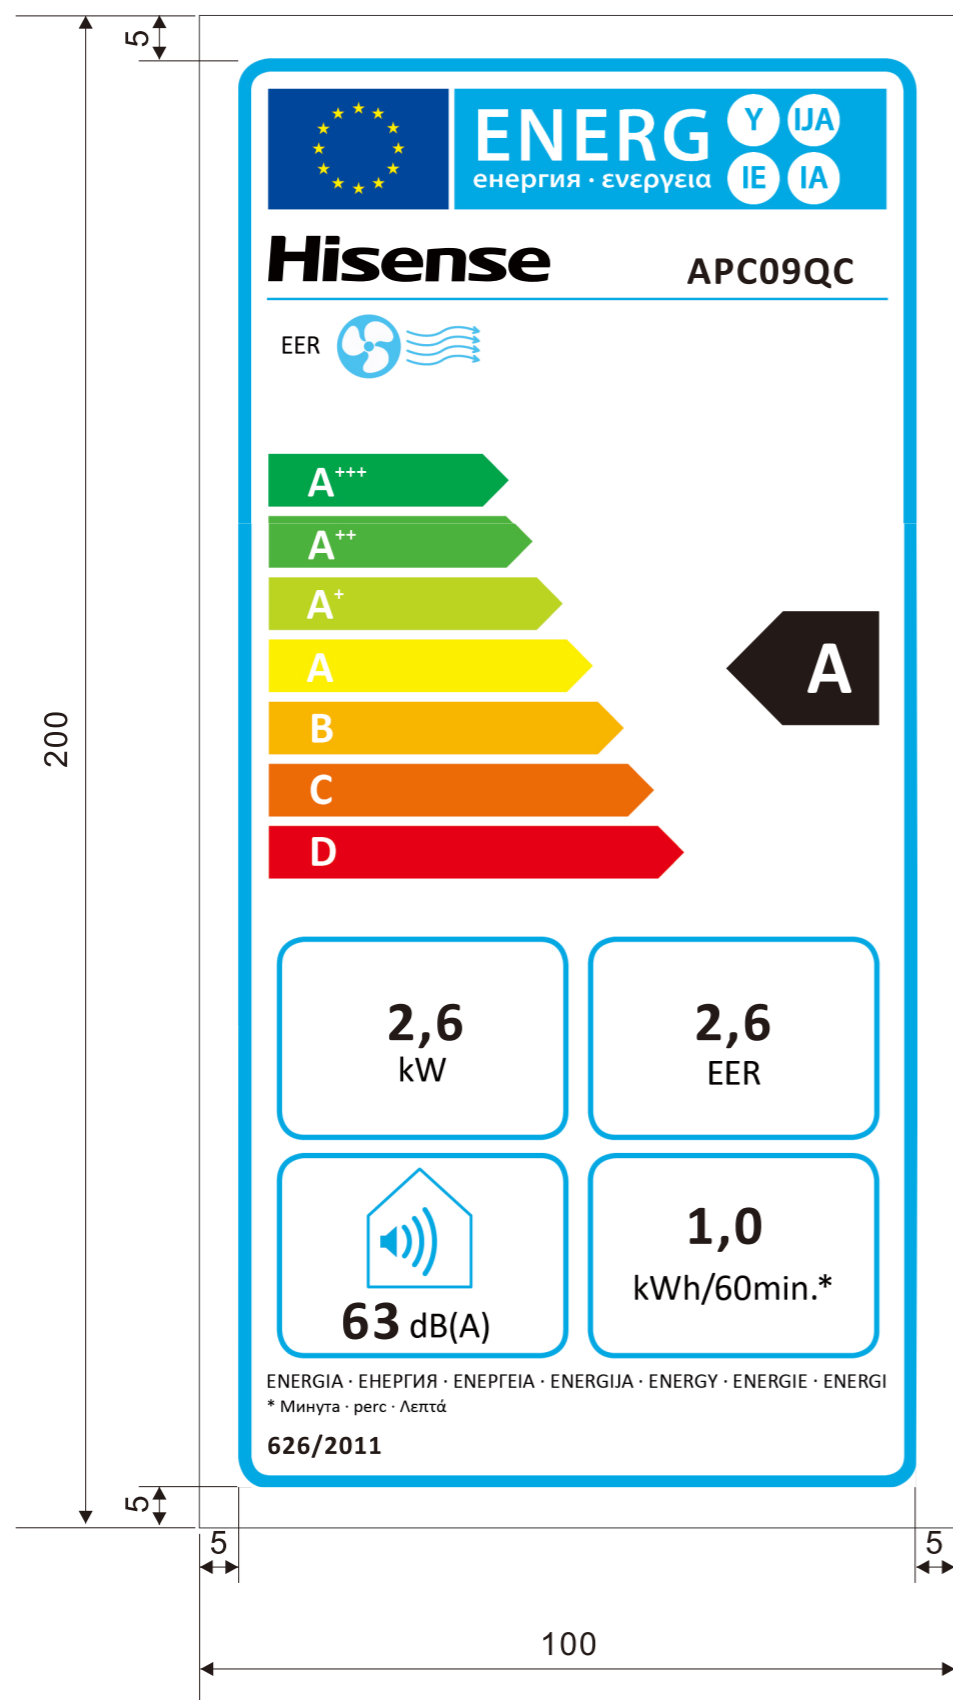 5
ENERG Y IJA
енергия · ενεργεια IE IA
Hisense APC09QC
EER
A+++
A++
A+
A
A
B
C
D
200
2,6
kW
2,6
EER
63 dB(A)
1,0
kWh/60min.*
ENERGIA · ЕНЕРГИЯ · ΕΝΕΡΓΕΙΑ · ENERGIJA · ENERGY · ENERGIE · ENERGI
* Минута · perc · Λεπτά
626/2011
5
5
5
100